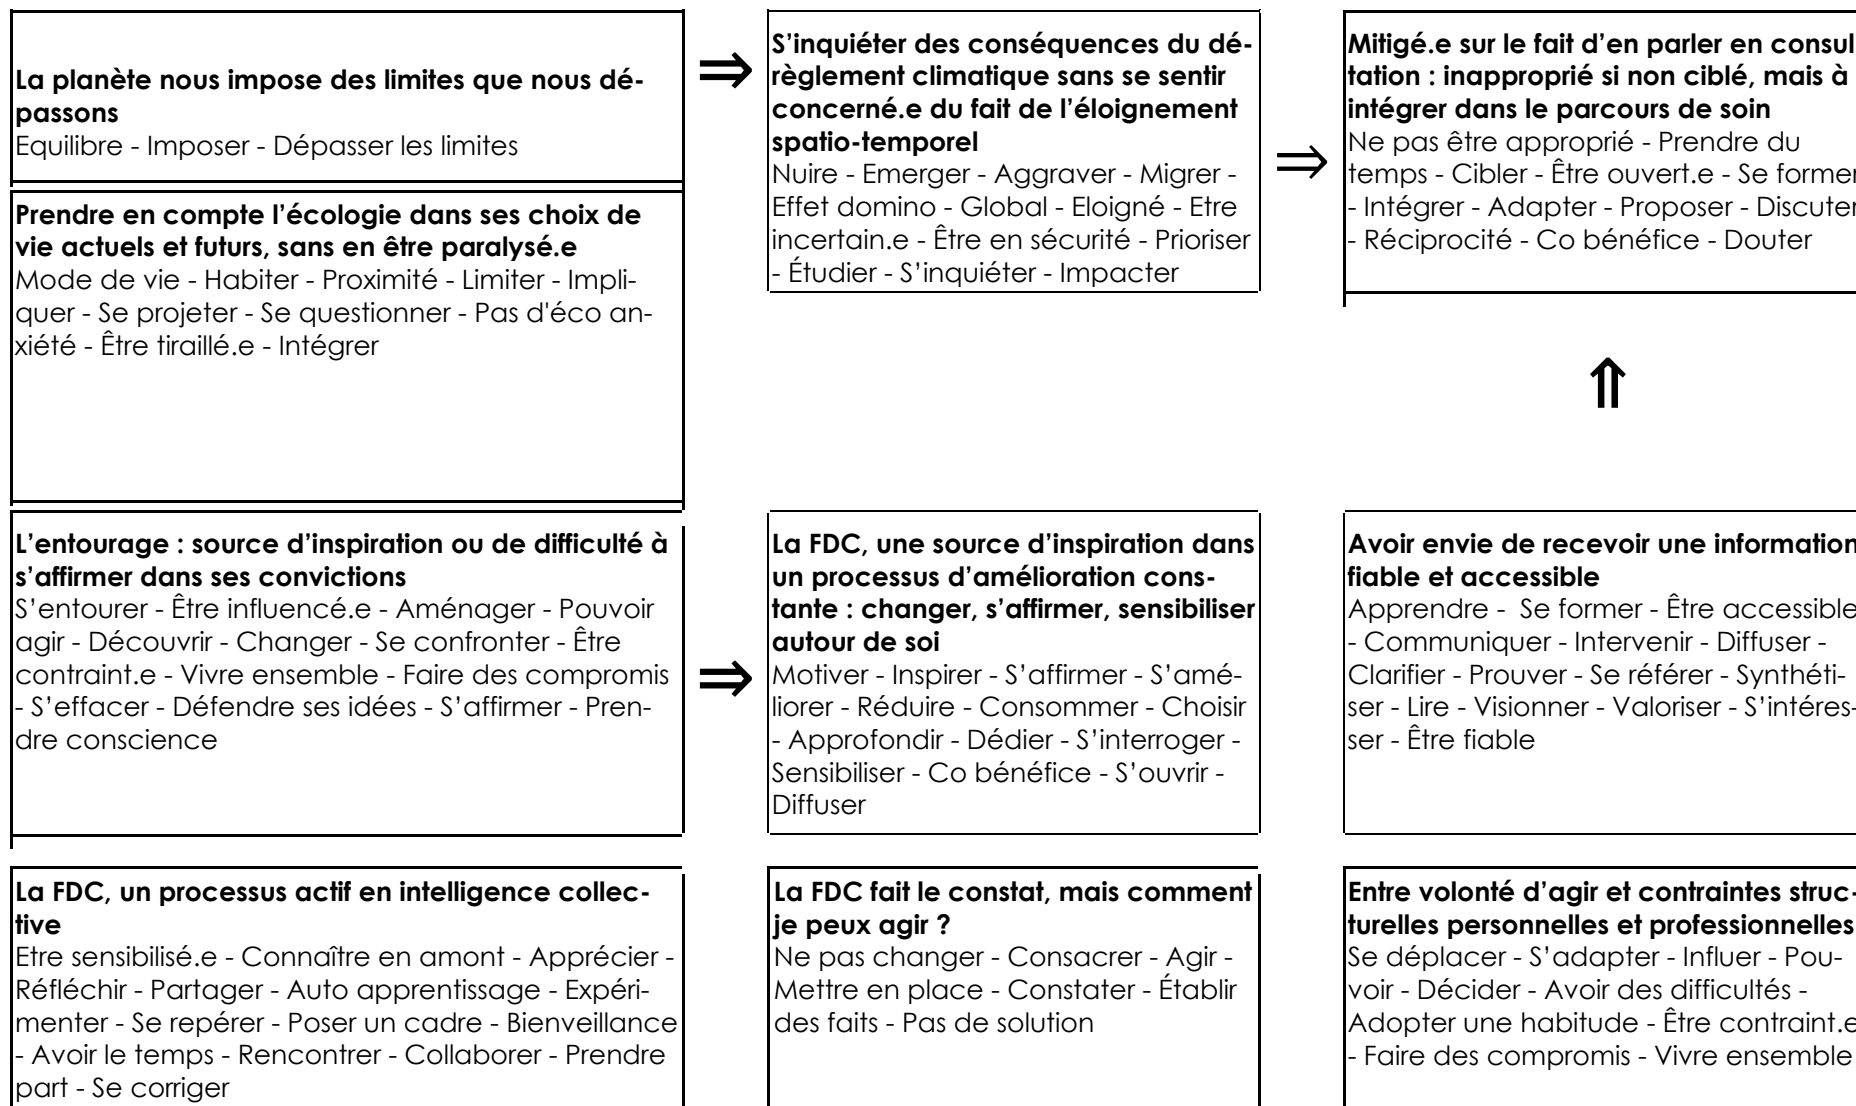 La planète nous impose des limites que nous dé-
passons
Equilibre - Imposer - Dépasser les limites
Prendre en compte l’écologie dans ses choix de
vie actuels et futurs, sans en être paralysé.e
Mode de vie - Habiter - Proximité - Limiter - Impli-
quer - Se projeter - Se questionner - Pas d'éco an-
xiété - Être tiraillé.e - Intégrer
⇒
S’inquiéter des conséquences du dé-
règlement climatique sans se sentir
concerné.e du fait de l’éloignement
spatio-temporel
Nuire - Emerger - Aggraver - Migrer -
Effet domino - Global - Eloigné - Etre
incertain.e - Être en sécurité - Prioriser
- Étudier - S’inquiéter - Impacter
⇒
Mitigé.e sur le fait d’en parler en consul
tation : inapproprié si non ciblé, mais à
intégrer dans le parcours de soin
Ne pas être approprié - Prendre du
temps - Cibler - Être ouvert.e - Se former
- Intégrer - Adapter - Proposer - Discuter
- Réciprocité - Co bénéfice - Douter
⇑
L’entourage : source d’inspiration ou de difficulté à
s’affirmer dans ses convictions
S’entourer - Être influencé.e - Aménager - Pouvoir
agir - Découvrir - Changer - Se confronter - Être
contraint.e - Vivre ensemble - Faire des compromis
- S’effacer - Défendre ses idées - S’affirmer - Pren-
dre conscience
⇒
La FDC, une source d’inspiration dans
un processus d’amélioration cons-
tante : changer, s’affirmer, sensibiliser
autour de soi
Motiver - Inspirer - S’affirmer - S’amé-
liorer - Réduire - Consommer - Choisir
- Approfondir - Dédier - S’interroger -
Sensibiliser - Co bénéfice - S’ouvrir -
Diffuser
Avoir envie de recevoir une information
fiable et accessible
Apprendre - Se former - Être accessible
- Communiquer - Intervenir - Diffuser -
Clarifier - Prouver - Se référer - Synthéti-
ser - Lire - Visionner - Valoriser - S’intéres-
ser - Être fiable
La FDC, un processus actif en intelligence collec-
tive
Etre sensibilisé.e - Connaître en amont - Apprécier -
Réfléchir - Partager - Auto apprentissage - Expéri-
menter - Se repérer - Poser un cadre - Bienveillance
- Avoir le temps - Rencontrer - Collaborer - Prendre
part - Se corriger
La FDC fait le constat, mais comment
je peux agir ?
Ne pas changer - Consacrer - Agir -
Mettre en place - Constater - Établir
des faits - Pas de solution
Entre volonté d’agir et contraintes struc-
turelles personnelles et professionnelles
Se déplacer - S’adapter - Influer - Pou-
voir - Décider - Avoir des difficultés -
Adopter une habitude - Être contraint.e
- Faire des compromis - Vivre ensemble